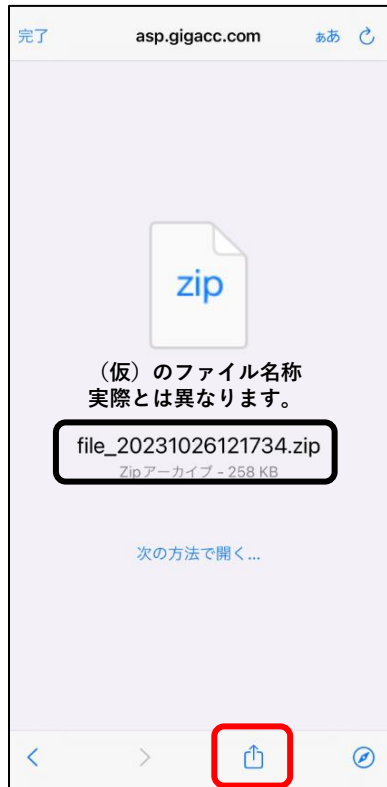 完了 asp.gigacc.com ぁあ
zip
（仮）のファイル名称
実際とは異なります。
file_20231026121734.zip
Zipアーカイブ - 258 KB
次の方法で開く...